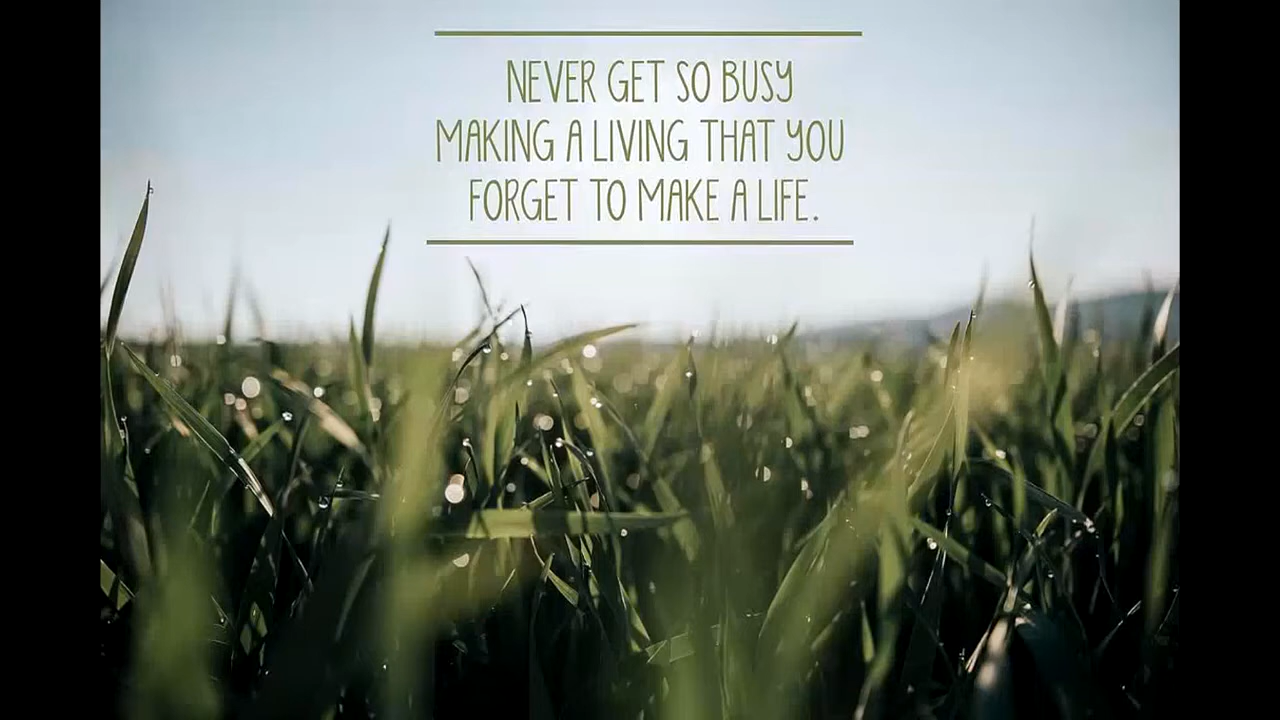 NEVER GET SO BUSY
MAKING A LIVING THAT YOU
FORGET TO MAKE A LIFE.